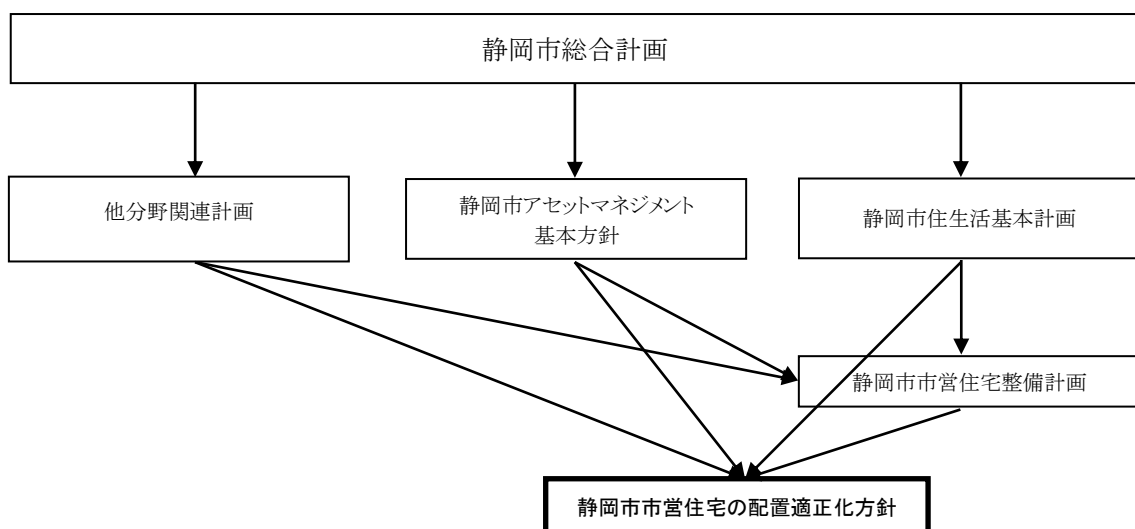 静岡市総合計画
他分野関連計画
静岡市アセットマネジメント
基本方針
静岡市住生活基本計画
静岡市市営住宅整備計画
静岡市市営住宅の配置適正化方針